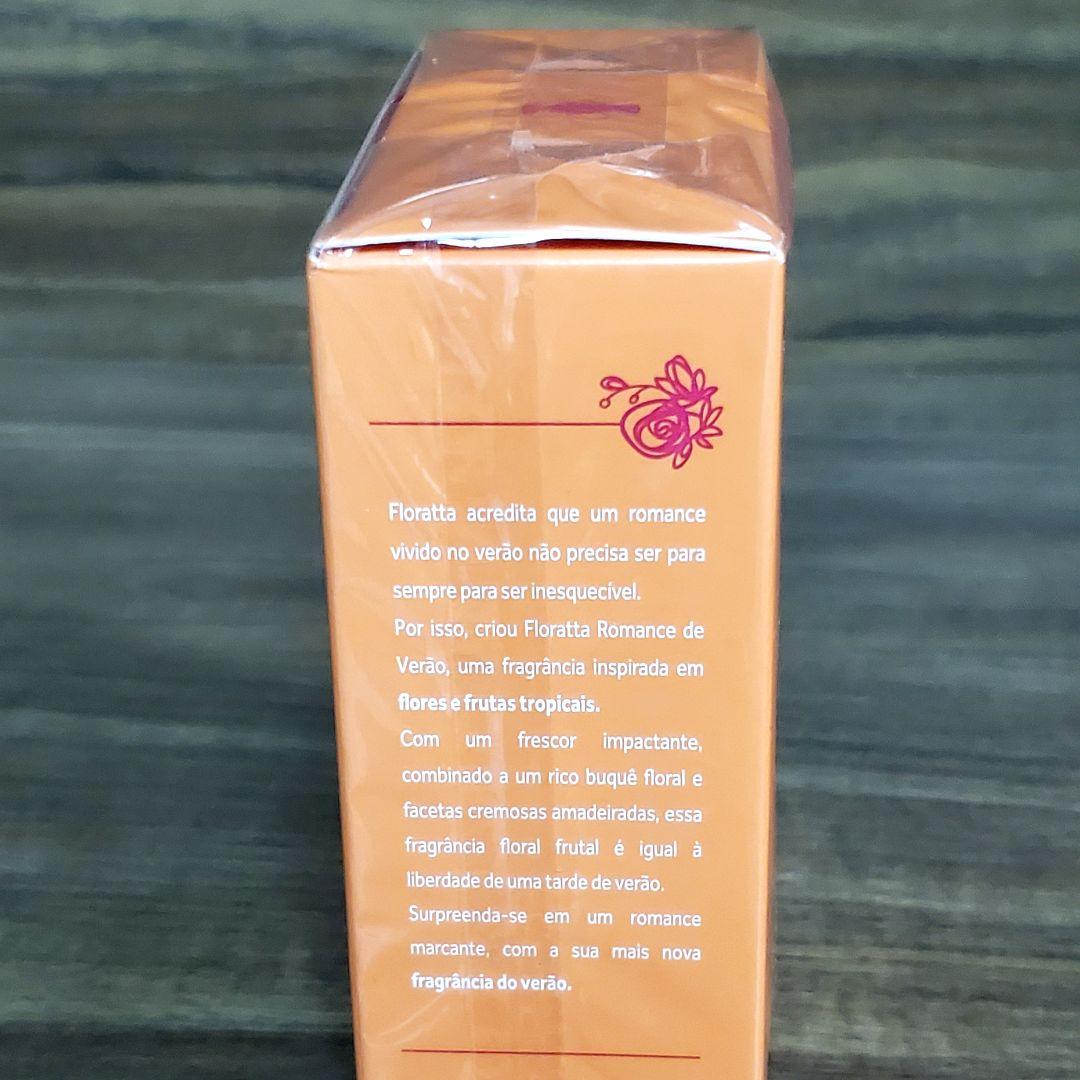 Floratta acredita que um romance
vivido no verão não precisa ser para
sempre para ser inesquecível.
Por isso, criou Floratta Romance de
Verão, uma fragrância inspirada em
flores e frutas tropicais.
Com um frescor impactante,
combinado a um rico buquê floral e
facetas cremosas amadeiradas, essa
fragrância floral frutal é igual à
liberdade de uma tarde de verão.
Surpreenda-se em um romance
marcante, com a sua mais nova
fragrância do verão.